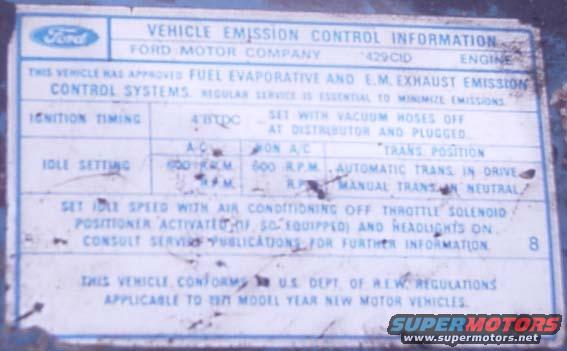 Ford
VEHICLE EMISSION CONTROL INFORMATION
FORD MOTOR COMPANY 429CID ENGINE
THIS VEHICLE HAS APPROVED FUEL EVAPORATIVE AND E.M. EXHAUST EMISSION
CONTROL SYSTEMS. REGULAR SERVICE IS ESSENTIAL TO MINIMIZE EMISSIONS.
IGNITION TIMING 4°BTDC SET WITH VACUUM HOSES OFF
AT DISTRIBUTOR AND PLUGGED.
A/C NON A/C TRANS. POSITION
IDLE SETTING 600 R.P.M. 600 R.P.M. AUTOMATIC TRANS. IN DRIVE
R.P.M. R.P.M. MANUAL TRANS. IN NEUTRAL
SET IDLE SPEED WITH AIR CONDITIONING OFF THROTTLE SOLENOID
POSITIONER ACTIVATED (IF SO EQUIPPED) AND HEADLIGHTS ON
CONSULT SERVICE PUBLICATIONS FOR FURTHER INFORMATION. 8
THIS VEHICLE CONFORMS TO U.S. DEPT. OF H.E.W. REGULATIONS
APPLICABLE TO 1971 MODEL YEAR NEW MOTOR VEHICLES.
SUPERMOTORS
www.supermotors.net